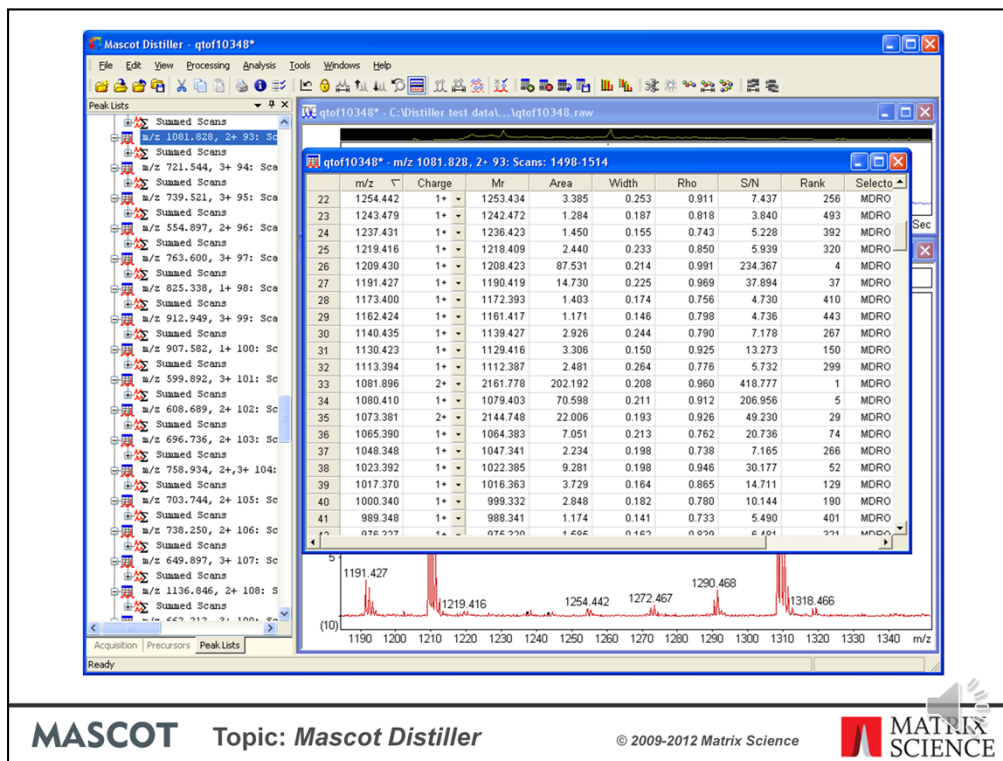 Mascot Distiller - qtof10348*
File Edit View Processing Analysis Tools Windows Help
Peak Lists
Summed Scans
m/z 1081.828, 2+ 93: Sc
Summed Scans
m/z 721.544, 3+ 94: Sca
Summed Scans
m/z 739.521, 3+ 95: Sca
Summed Scans
m/z 554.897, 2+ 96: Sca
Summed Scans
m/z 763.600, 3+ 97: Sca
Summed Scans
m/z 825.338, 1+ 98: Sca
Summed Scans
m/z 912.949, 3+ 99: Sca
Summed Scans
m/z 907.582, 1+ 100: Sc
Summed Scans
m/z 599.892, 3+ 101: Sc
Summed Scans
m/z 608.689, 2+ 102: Sc
Summed Scans
m/z 696.736, 2+ 103: Sc
Summed Scans
m/z 758.934, 2+,3+ 104:
Summed Scans
m/z 703.744, 2+ 105: Sc
Summed Scans
m/z 738.250, 2+ 106: Sc
Summed Scans
m/z 649.897, 3+ 107: Sc
Summed Scans
m/z 1136.846, 2+ 108: S
Summed Scans
Acquisition Precursors Peak Lists
Ready
qtof10348* - C:\Distiller test data\...\qtof10348.raw
Sec
qtof10348* - m/z 1081.828, 2+ 93: Scans: 1498-1514
m/z Charge Mr Area Width Rho S/N Rank Selecto
22 1254.442 1+ 1253.434 3.385 0.253 0.911 7.437 256 MDRO
23 1243.479 1+ 1242.472 1.284 0.187 0.818 3.840 493 MDRO
24 1237.431 1+ 1236.423 1.450 0.155 0.743 5.228 392 MDRO
25 1219.416 1+ 1218.409 2.440 0.233 0.850 5.939 320 MDRO
26 1209.430 1+ 1208.423 87.531 0.214 0.991 234.367 4 MDRO
27 1191.427 1+ 1190.419 14.730 0.225 0.969 37.894 37 MDRO
28 1173.400 1+ 1172.393 1.403 0.174 0.756 4.730 410 MDRO
29 1162.424 1+ 1161.417 1.171 0.146 0.798 4.736 443 MDRO
30 1140.435 1+ 1139.427 2.926 0.244 0.790 7.178 267 MDRO
31 1130.423 1+ 1129.416 3.306 0.150 0.925 13.273 150 MDRO
32 1113.394 1+ 1112.387 2.481 0.264 0.776 5.732 299 MDRO
33 1081.896 2+ 2161.778 202.192 0.208 0.960 418.777 1 MDRO
34 1080.410 1+ 1079.403 70.598 0.211 0.912 206.956 5 MDRO
35 1073.381 2+ 2144.748 22.006 0.193 0.926 49.230 29 MDRO
36 1065.390 1+ 1064.383 7.051 0.213 0.762 20.736 74 MDRO
37 1048.348 1+ 1047.341 2.234 0.198 0.738 7.165 266 MDRO
38 1023.392 1+ 1022.385 9.281 0.198 0.946 30.177 52 MDRO
39 1017.370 1+ 1016.363 3.729 0.164 0.865 14.711 129 MDRO
40 1000.340 1+ 999.332 2.848 0.182 0.780 10.144 190 MDRO
41 989.348 1+ 988.341 1.174 0.141 0.733 5.490 401 MDRO
5
1191.427 1219.416 1254.442 1272.467 1290.468 1318.466
(10)
1190 1200 1210 1220 1230 1240 1250 1260 1270 1280 1290 1300 1310 1320 1330 1340 m/z
MASCOT
Topic: Mascot Distiller
© 2009-2012 Matrix Science
MATRIX
SCIENCE